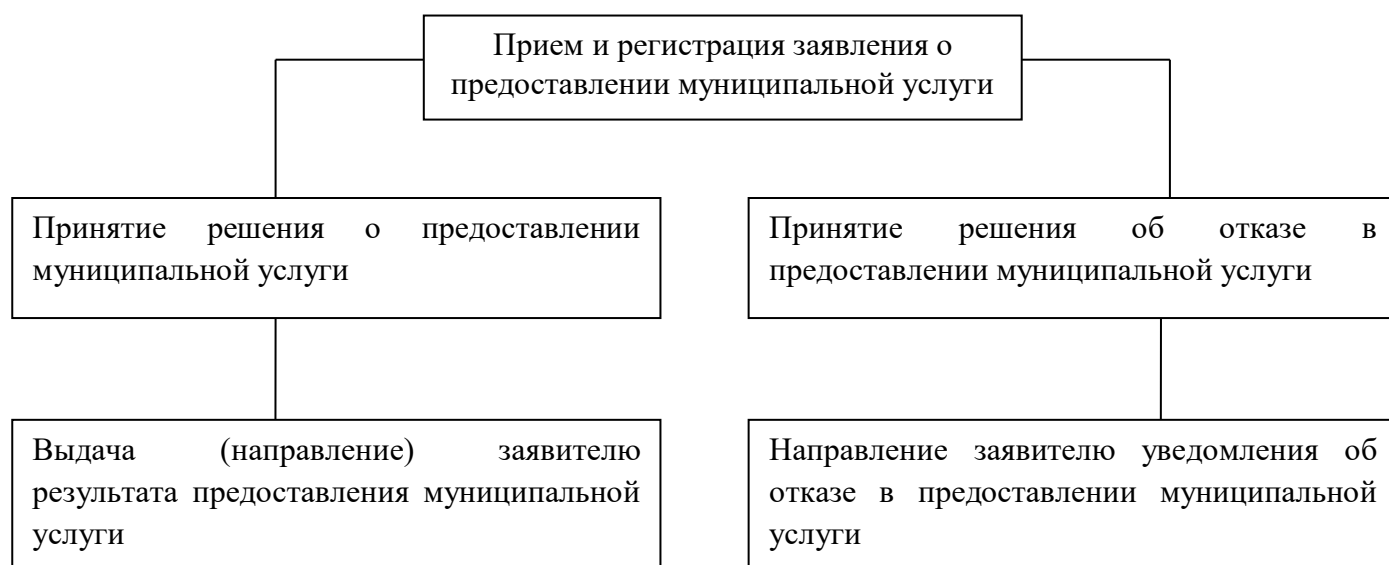 Прием и регистрация заявления о
предоставлении муниципальной услуги
Принятие решения о предоставлении
муниципальной услуги
Принятие решения об отказе в
предоставлении муниципальной услуги
Выдача (направление) заявителю
результата предоставления муниципальной
услуги
Направление заявителю уведомления об
отказе в предоставлении муниципальной
услуги